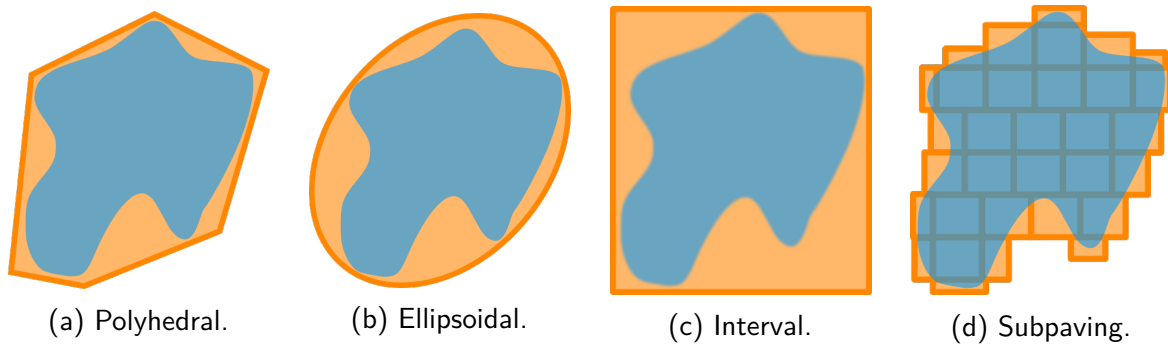 (a) Polyhedral.
(b) Ellipsoidal.
(c) Interval.
(d) Subpaving.